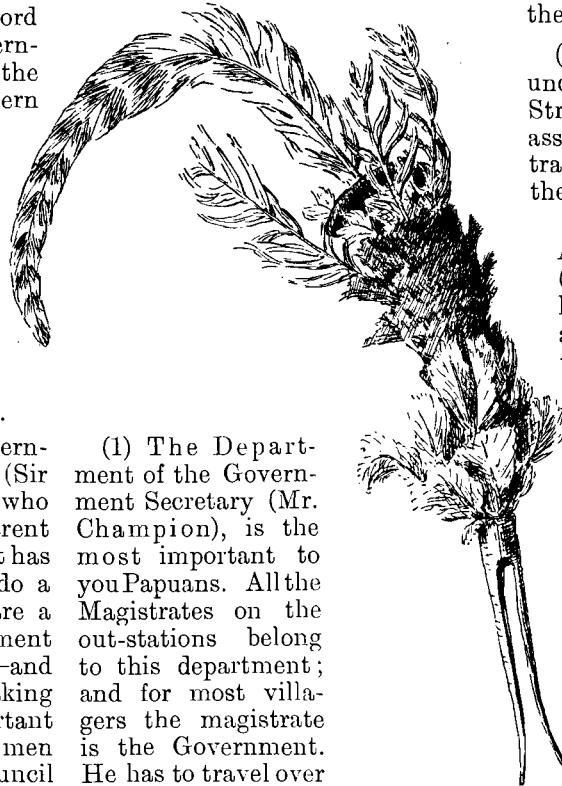 ord
ern-
the
ern
.
ern-
(Sir
who
rent
t has
do a
are a
ment
–and
king
rtant
men
uncil
(1) The Depart-
ment of the Govern-
ment Secretary (Mr.
Champion), is the
most important to
you Papuans. All the
Magistrates on the
out-stations belong
to this department;
and for most villa-
gers the magistrate
is the Government.
He has to travel over
the
(
und
Str
ass
tra
the
(